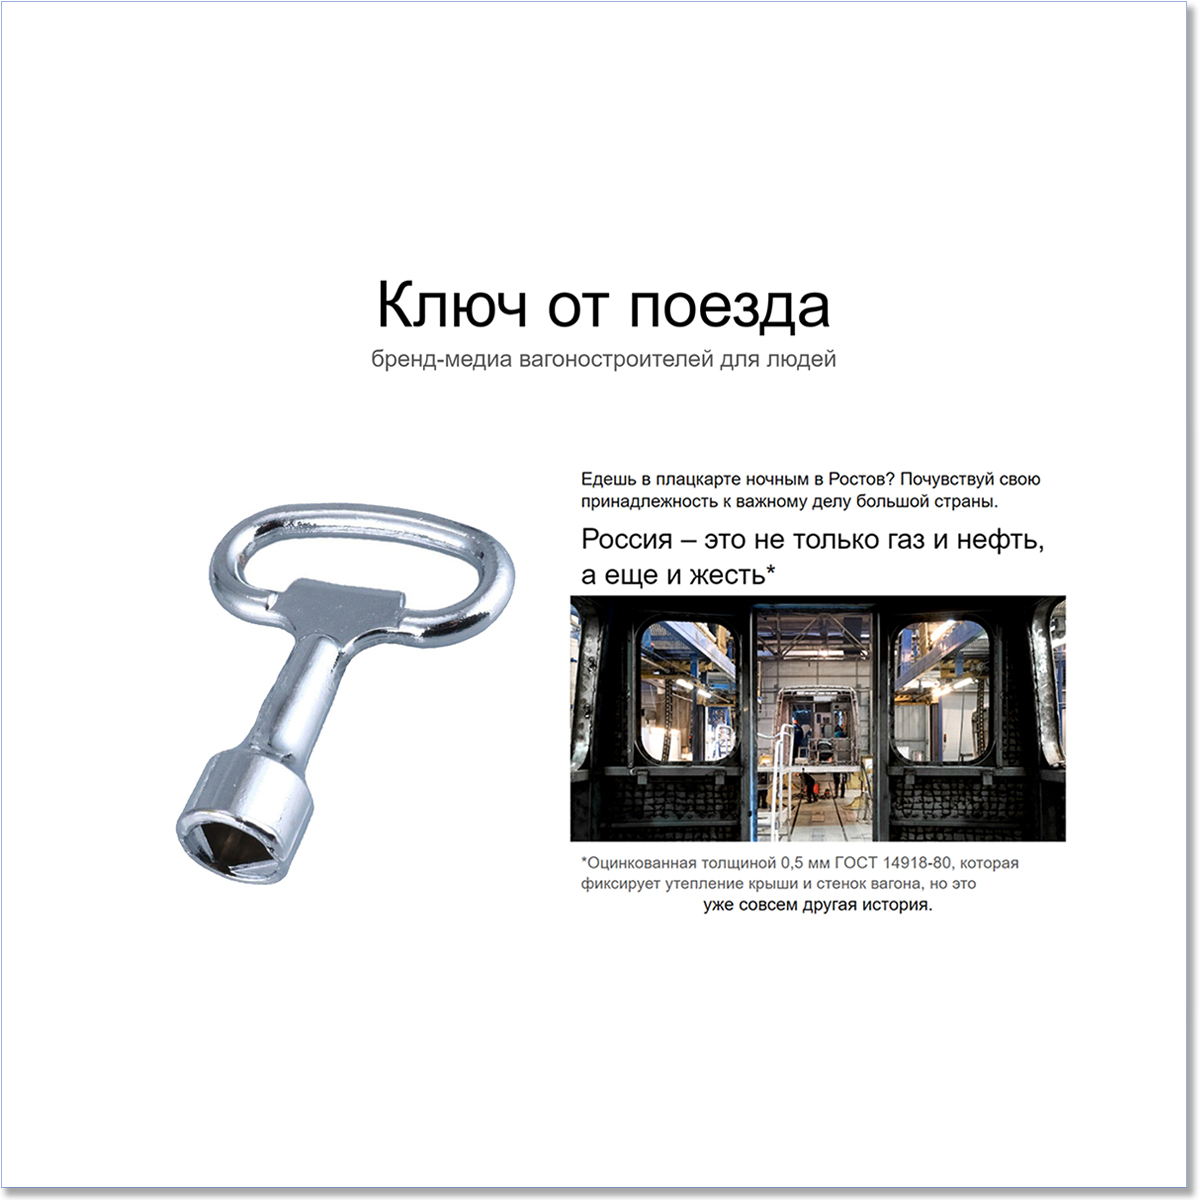 Ключ от поезда
бренд-медиа вагоностроителей для людей
Едешь в плацкарте ночным в Ростов? Почувствуй свою
принадлежность к важному делу большой страны.
Россия – это не только газ и нефть,
а еще и жесть*
*Оцинкованная толщиной 0,5 мм ГОСТ 14918-80, которая
фиксирует утепление крыши и стенок вагона, но это
уже совсем другая история.